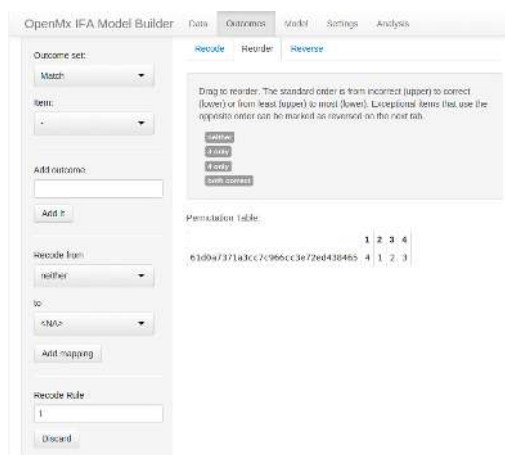 OpenMx IFA Model Builder Data Outcomes Model Settings Analysis
Outcome set:
Match
Item:
-
Add outcome
Add it
Recode from
neither
to
<NA>
Add mapping
Recode Rule
1
Discard
Recode Reorder Reverse
Drag to reorder. The standard order is from incorrect (upper) to correct
(lower) or from least (upper) to most (lower). Exceptional items that use the
opposite order can be marked as reversed on the next tab.
neither
only
4 only
both correct
Permutation Table:
1 2 3 4
61d0a7371a3cc7c966cc3e72ed438465 4 1 2 3